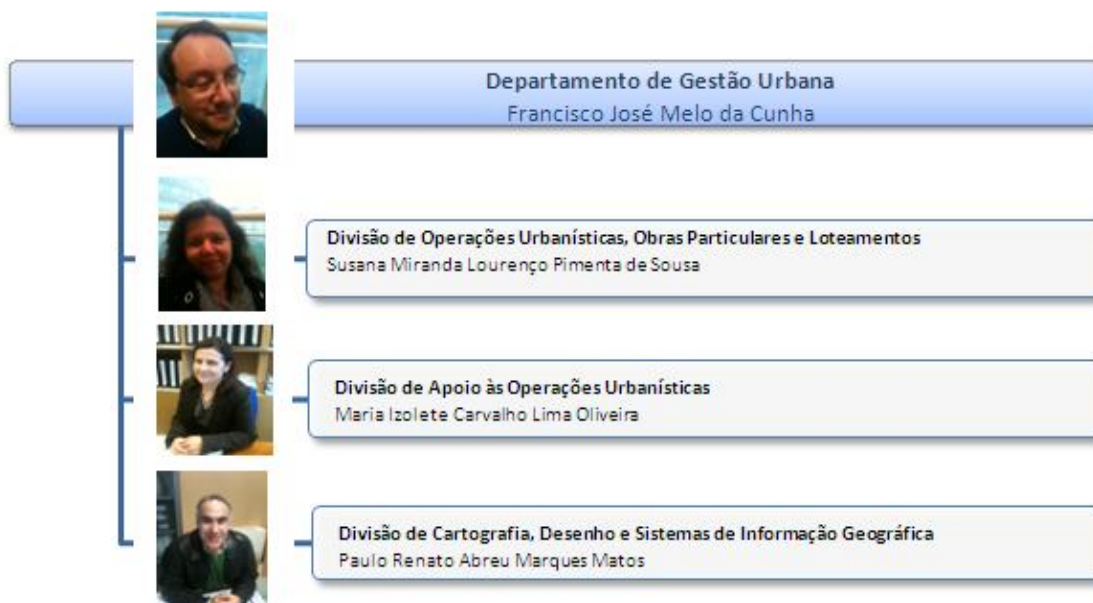 Departamento de Gestão Urbana
Francisco José Melo da Cunha
Divisão de Operações Urbanísticas, Obras Particulares e Loteamentos
Susana Miranda Lourenço Pimenta de Sousa
Divisão de Apoio às Operações Urbanísticas
Maria Izolete Carvalho Lima Oliveira
Divisão de Cartografia, Desenho e Sistemas de Informação Geográfica
Paulo Renato Abreu Marques Matos